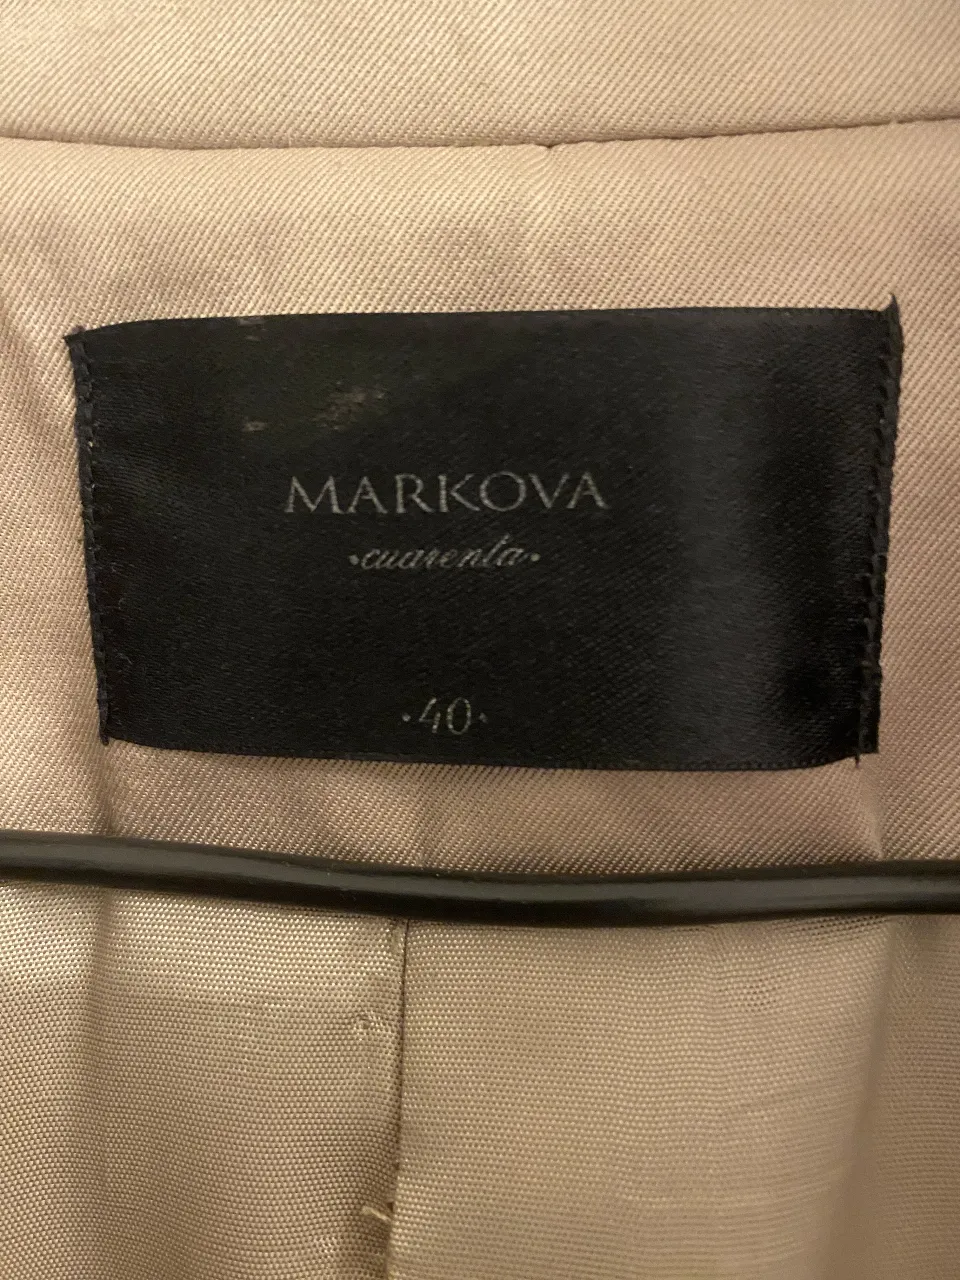 MARKOVA
•cuarenta•
·40·